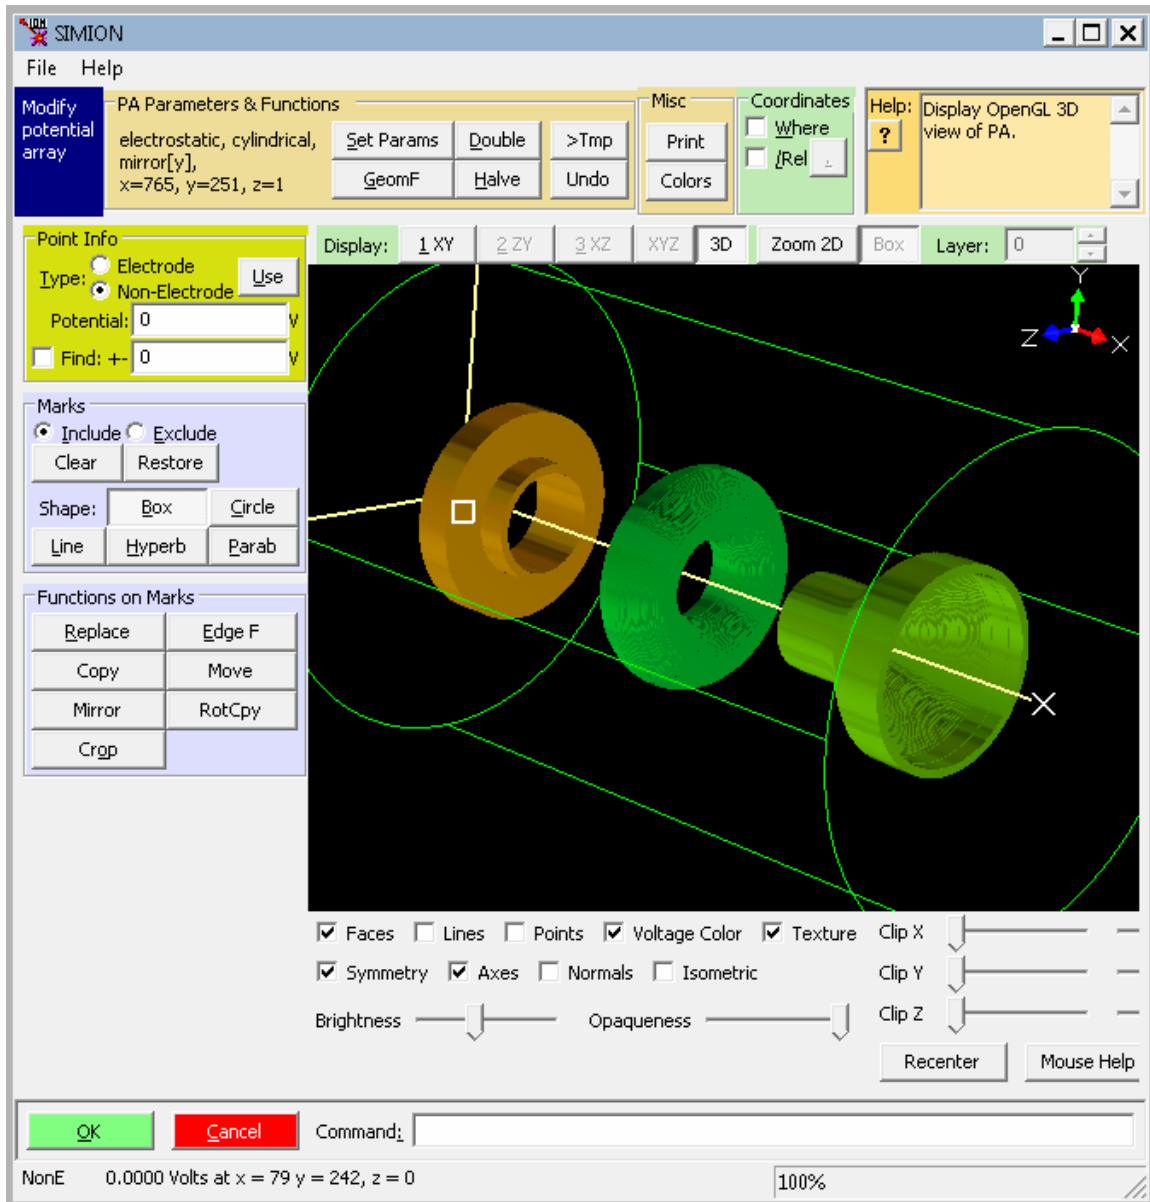 SIMION
File Help
Modify potential array
PA Parameters & Functions
electrostatic, cylindrical,
mirror[y],
x=765, y=251, z=1
Set Params Double >Tmp
GeomF Halve Undo
Misc
Print
Colors
Coordinates
Where
/Rel .
Help:
?
Display OpenGL 3D
view of PA.
Point Info
Type: Electrode
Non-Electrode
Use
Potential: 0 V
Find: +- 0 V
Display: 1 XY 2 ZY 3 XZ XYZ 3D Zoom 2D Box Layer: 0
Marks
Include Exclude
Clear Restore
Shape: Box Circle
Line Hyperb Parab
Functions on Marks
Replace Edge F
Copy Move
Mirror RotCpy
Crop
Y
Z X
X
Faces Lines Points Voltage Color Texture Clip X
Symmetry Axes Normals Isometric Clip Y
Brightness Opaqueness Clip Z
Recenter Mouse Help
OK Cancel Command:
NonE 0.0000 Volts at x = 79 y = 242, z = 0 100%